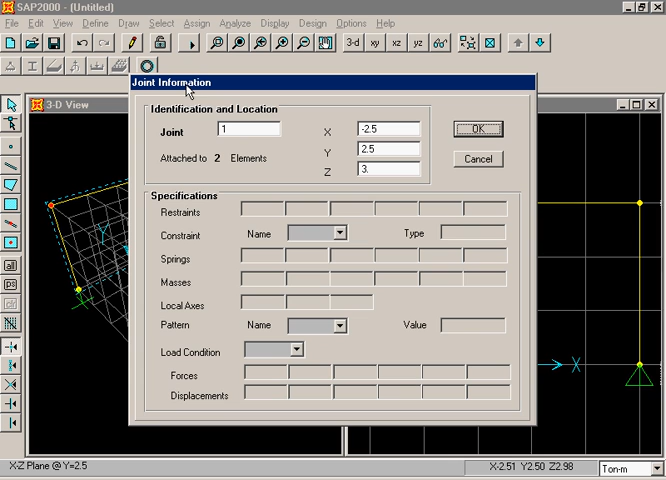 SAP2000 - (Untitled)
File Edit View Define Draw Select Assign Analyze Display Design Options Help
3-d xy xz yz
3-D View
Joint Information
Identification and Location
Joint 1
X -2.5
OK
Attached to 2 Elements
Y 2.5
Cancel
Z 3.
Specifications
Restraints
Constraint Name Type
Springs
Masses
Local Axes
Pattern Name Value
Load Condition
Forces
Displacements
all
ps
clr
X
X-Z Plane @ Y=2.5
X-2.51 Y2.50 Z2.98
Ton-m